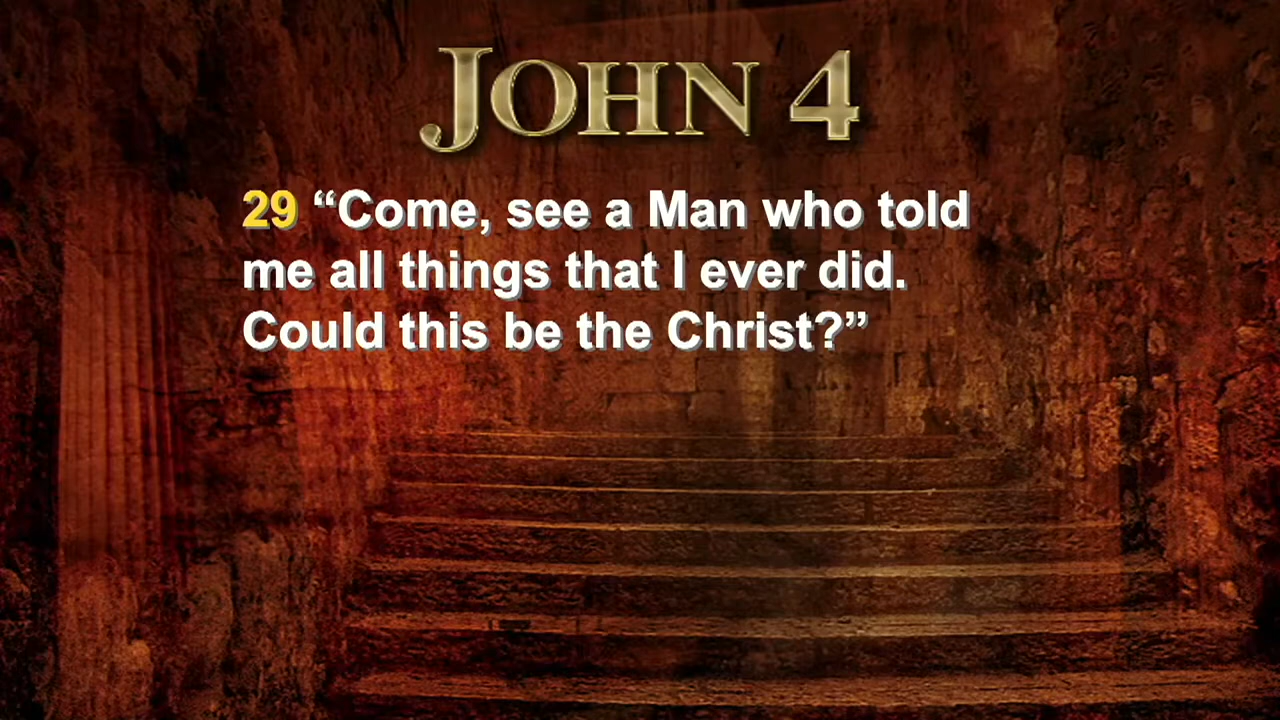 JOHN 4
29 “Come, see a Man who told
me all things that I ever did.
Could this be the Christ?”